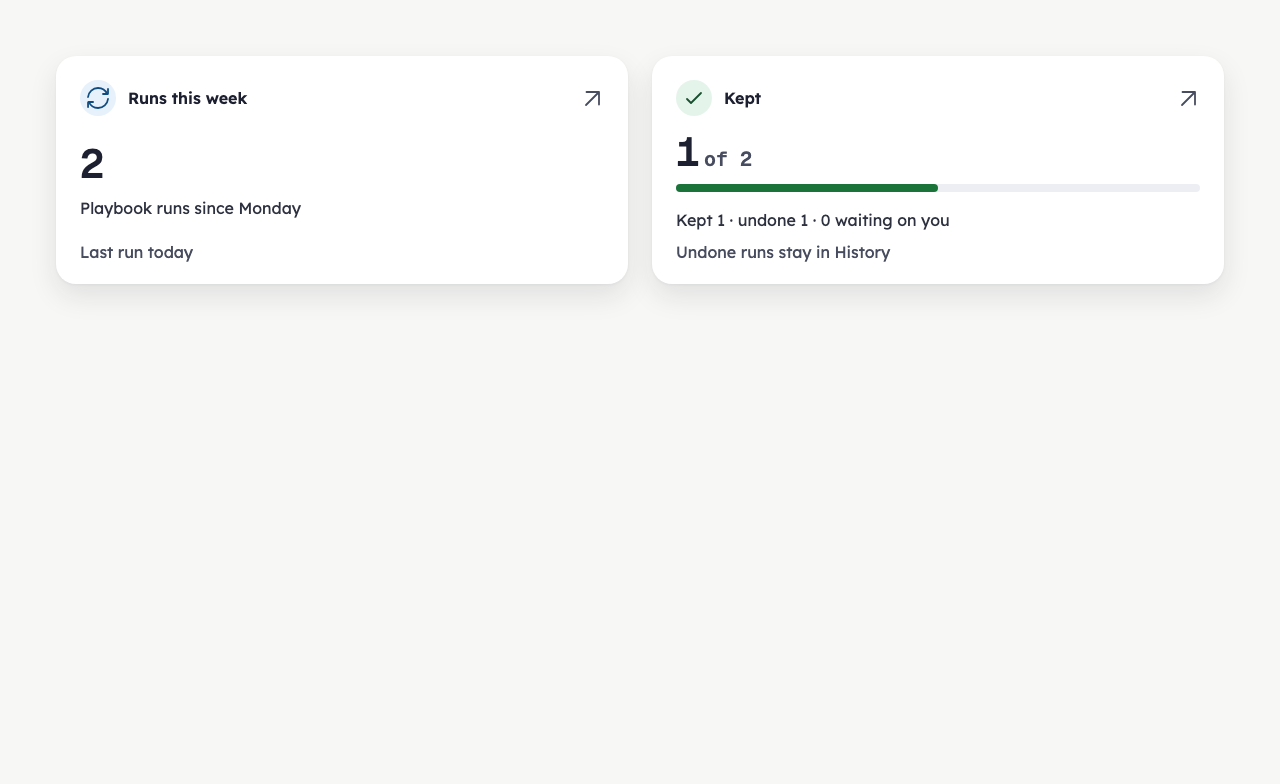 Runs this week
2
Playbook runs since Monday
Last run today
Kept
1 of 2
Kept 1 · undone 1 · 0 waiting on you
Undone runs stay in History